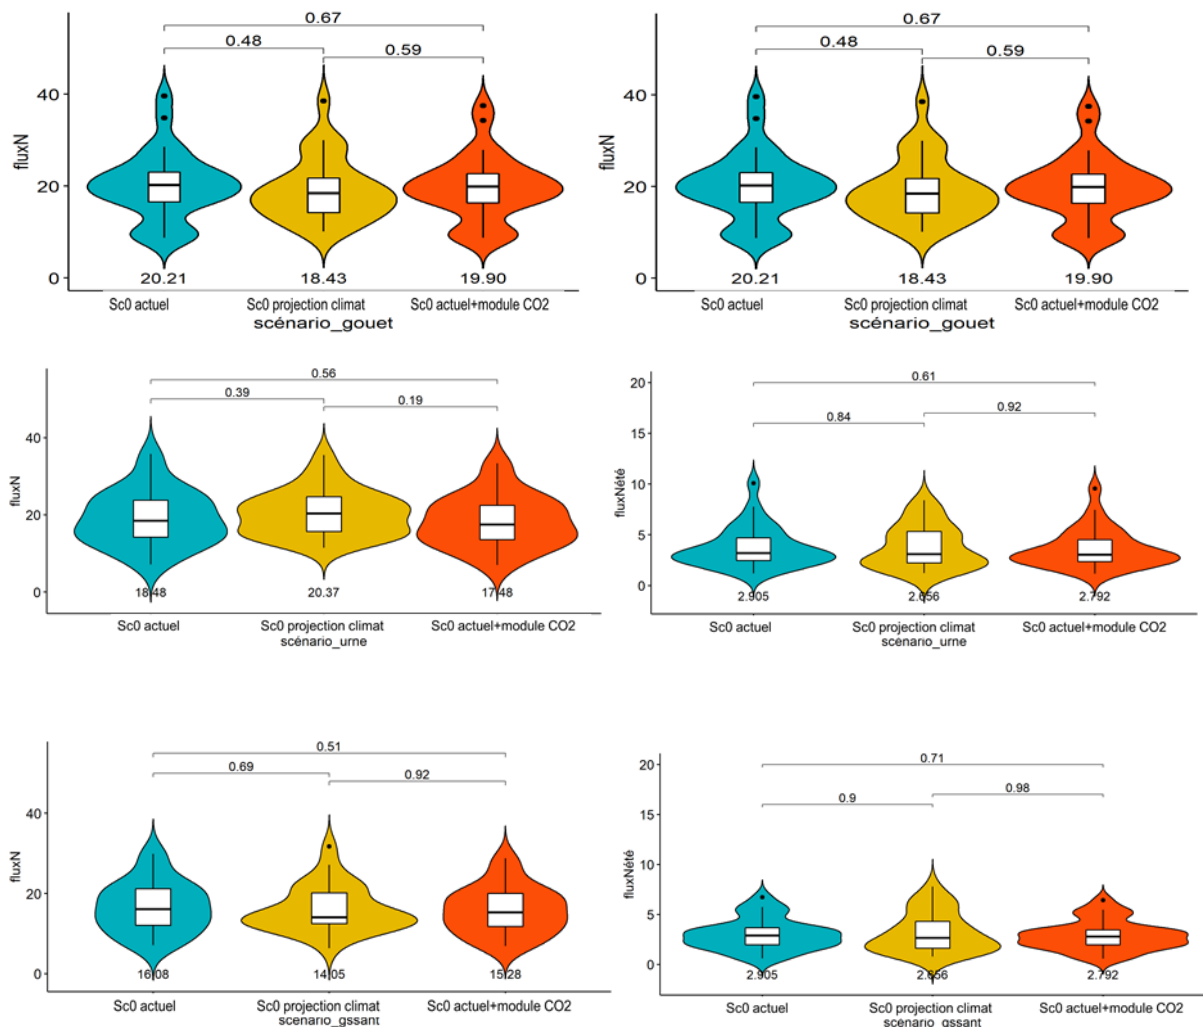 0.67
0.48
0.59
fluxN
40
20
0
20.21
18.43
19.90
Sc0 actuel
Sc0 projection climat
Sc0 actuel+module CO2
scénario_gouet
0.67
0.48
0.59
fluxN
40
20
0
20.21
18.43
19.90
Sc0 actuel
Sc0 projection climat
Sc0 actuel+module CO2
scénario_gouet
0.56
0.39
0.19
fluxN
40
20
0
18.48
20.37
17.48
Sc0 actuel
Sc0 projection climat
Sc0 actuel+module CO2
scénario_urne
0.61
0.84
0.92
fluxNété
20
15
10
5
0
2.905
2.656
2.792
Sc0 actuel
Sc0 projection climat
Sc0 actuel+module CO2
scenario_urne
0.51
0.69
0.92
fluxN
40
20
0
16.08
14.05
15.28
Sc0 actuel
Sc0 projection climat
Sc0 actuel+module CO2
scenario_gssant
0.71
0.9
0.98
fluxNété
20
15
10
5
0
2.905
2.656
2.792
Sc0 actuel
Sc0 projection climat
Sc0 actuel+module CO2
scenario_gssant